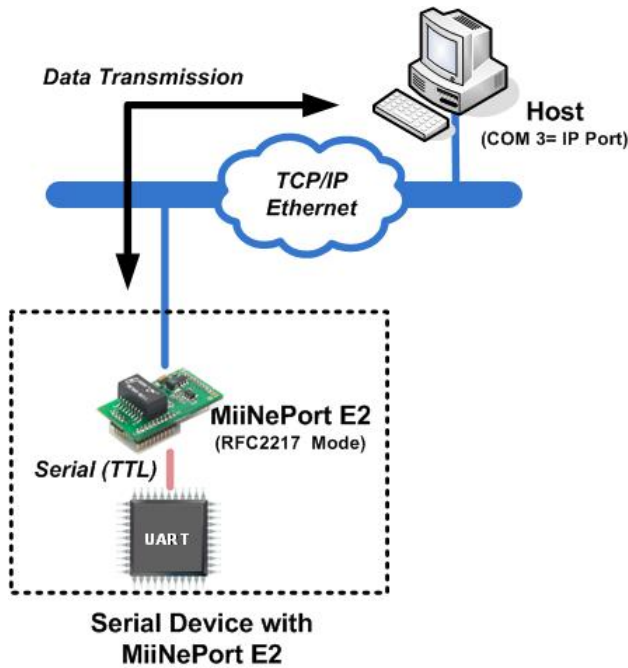 Data Transmission
Host
(COM 3= IP Port)
TCP/IP
Ethernet
MiiNePort E2
(RFC2217 Mode)
Serial (TTL)
UART
Serial Device with
MiiNePort E2